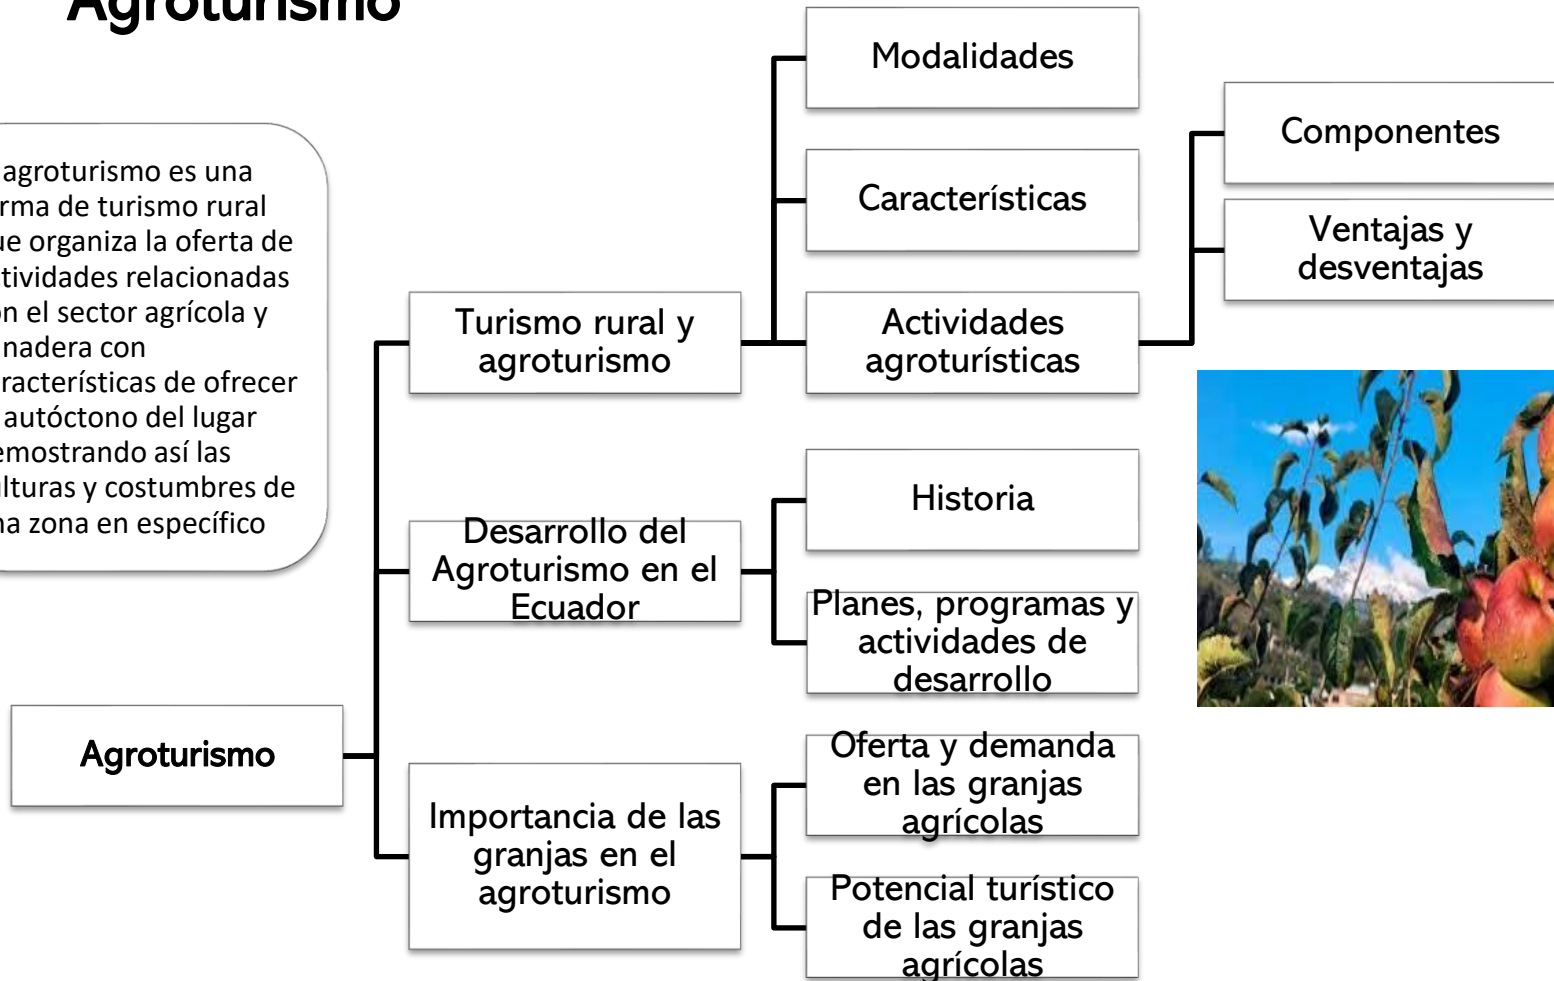 Agroturismo
agroturismo es una
rma de turismo rural
ue organiza la oferta de
tividades relacionadas
on el sector agrícola y
nadera con
racterísticas de ofrecer
autóctono del lugar
emostrando así las
ulturas y costumbres de
na zona en específico
Agroturismo
Turismo rural y
agroturismo
Modalidades
Características
Actividades
agroturísticas
Componentes
Ventajas y
desventajas
Desarrollo del
Agroturismo en el
Ecuador
Historia
Planes, programas y
actividades de
desarrollo
Importancia de las
granjas en el
agroturismo
Oferta y demanda
en las granjas
agrícolas
Potencial turístico
de las granjas
agrícolas